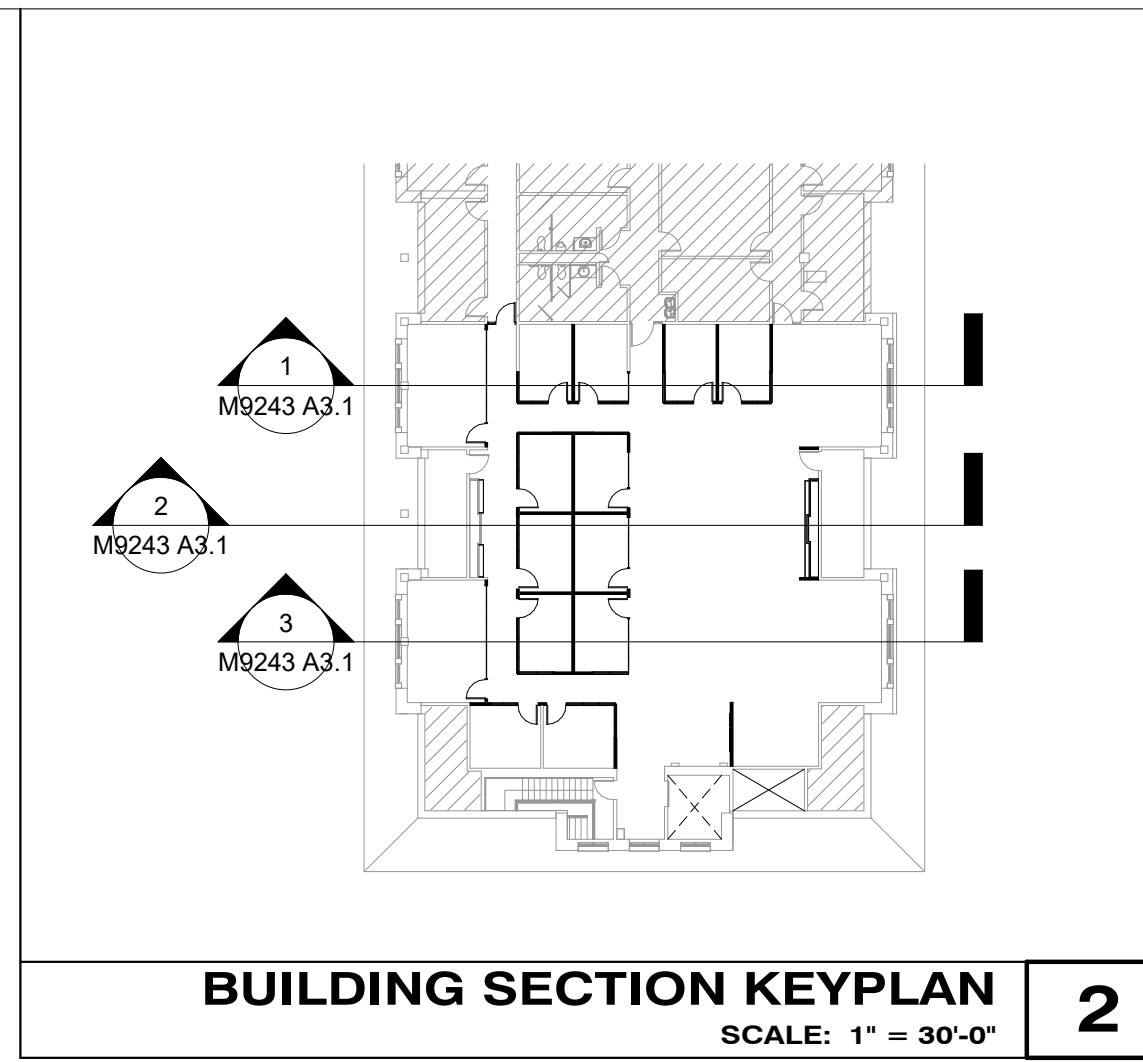 1
M9243 A3.1
2
M9243 A3.1
3
M9243 A3.1
BUILDING SECTION KEYPLAN
SCALE: 1" = 30'-0"
2